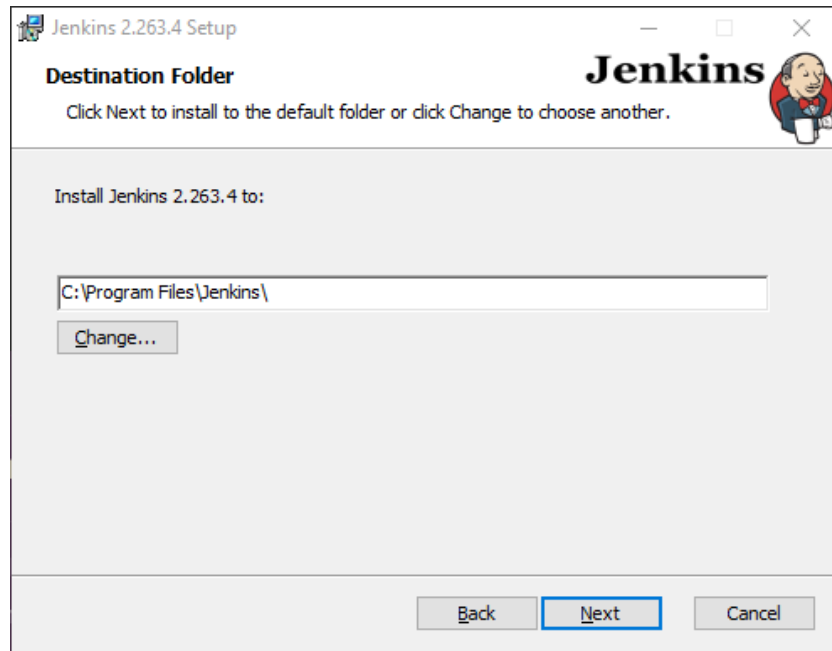 Jenkins 2.263.4 Setup
Destination Folder
Jenkins
Click Next to install to the default folder or click Change to choose another.
Install Jenkins 2.263.4 to:
C:\Program Files\Jenkins\
Change...
Back
Next
Cancel